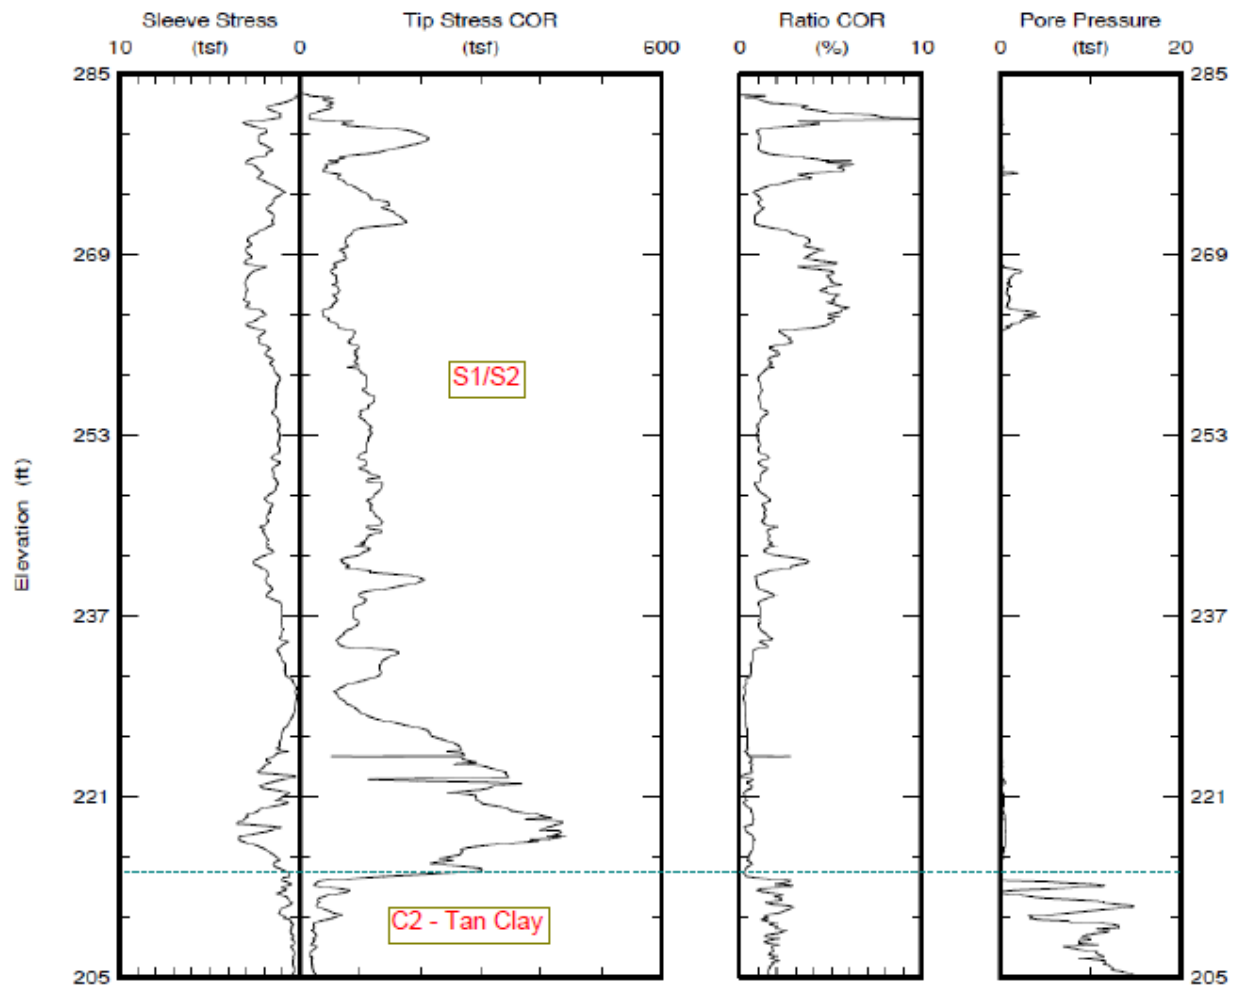 Sleeve Stress Tip Stress COR Ratio COR Pore Pressure
10 (tsf) 0 (tsf) 600 0 (%) 10 0 (tsf) 20
285 285
269 269
S1/S2
253 253
Elevation (ft)
237 237
221 221
C2 - Tan Clay
205 205